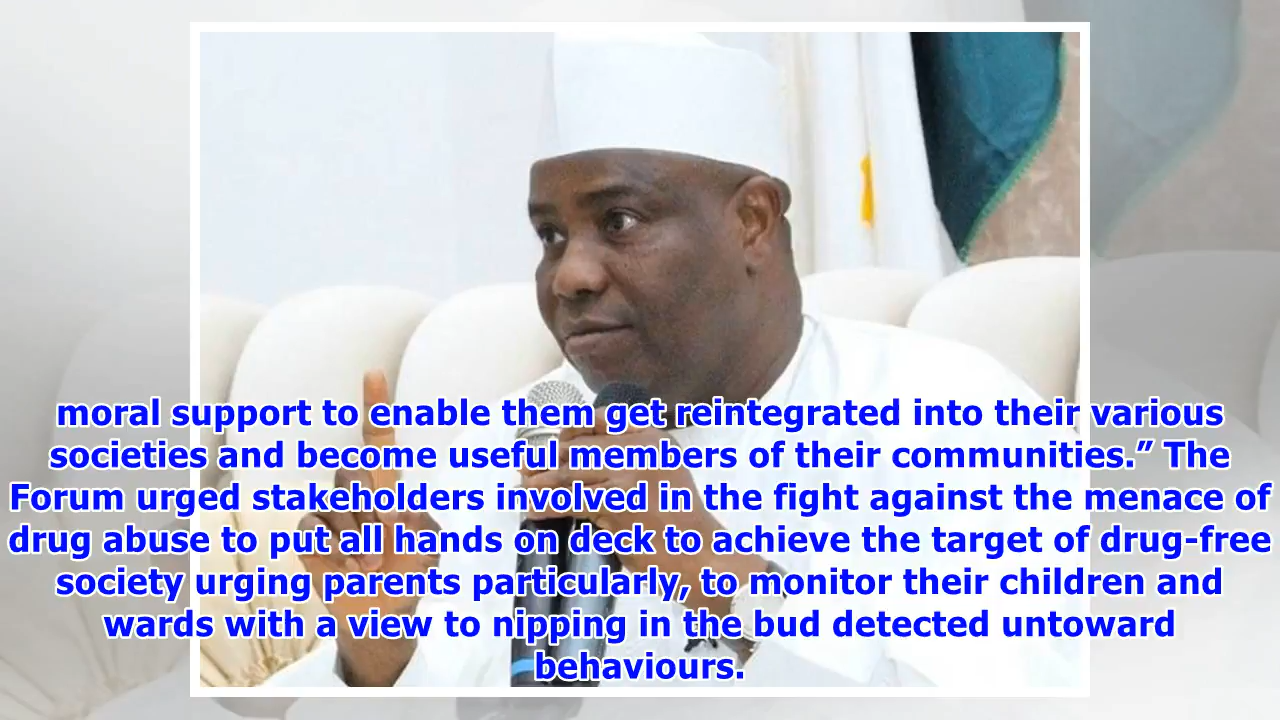 moral support to enable them get reintegrated into their various
societies and become useful members of their communities.” The
Forum urged stakeholders involved in the fight against the menace of
drug abuse to put all hands on deck to achieve the target of drug-free
society urging parents particularly, to monitor their children and
wards with a view to nipping in the bud detected untoward
behaviours.